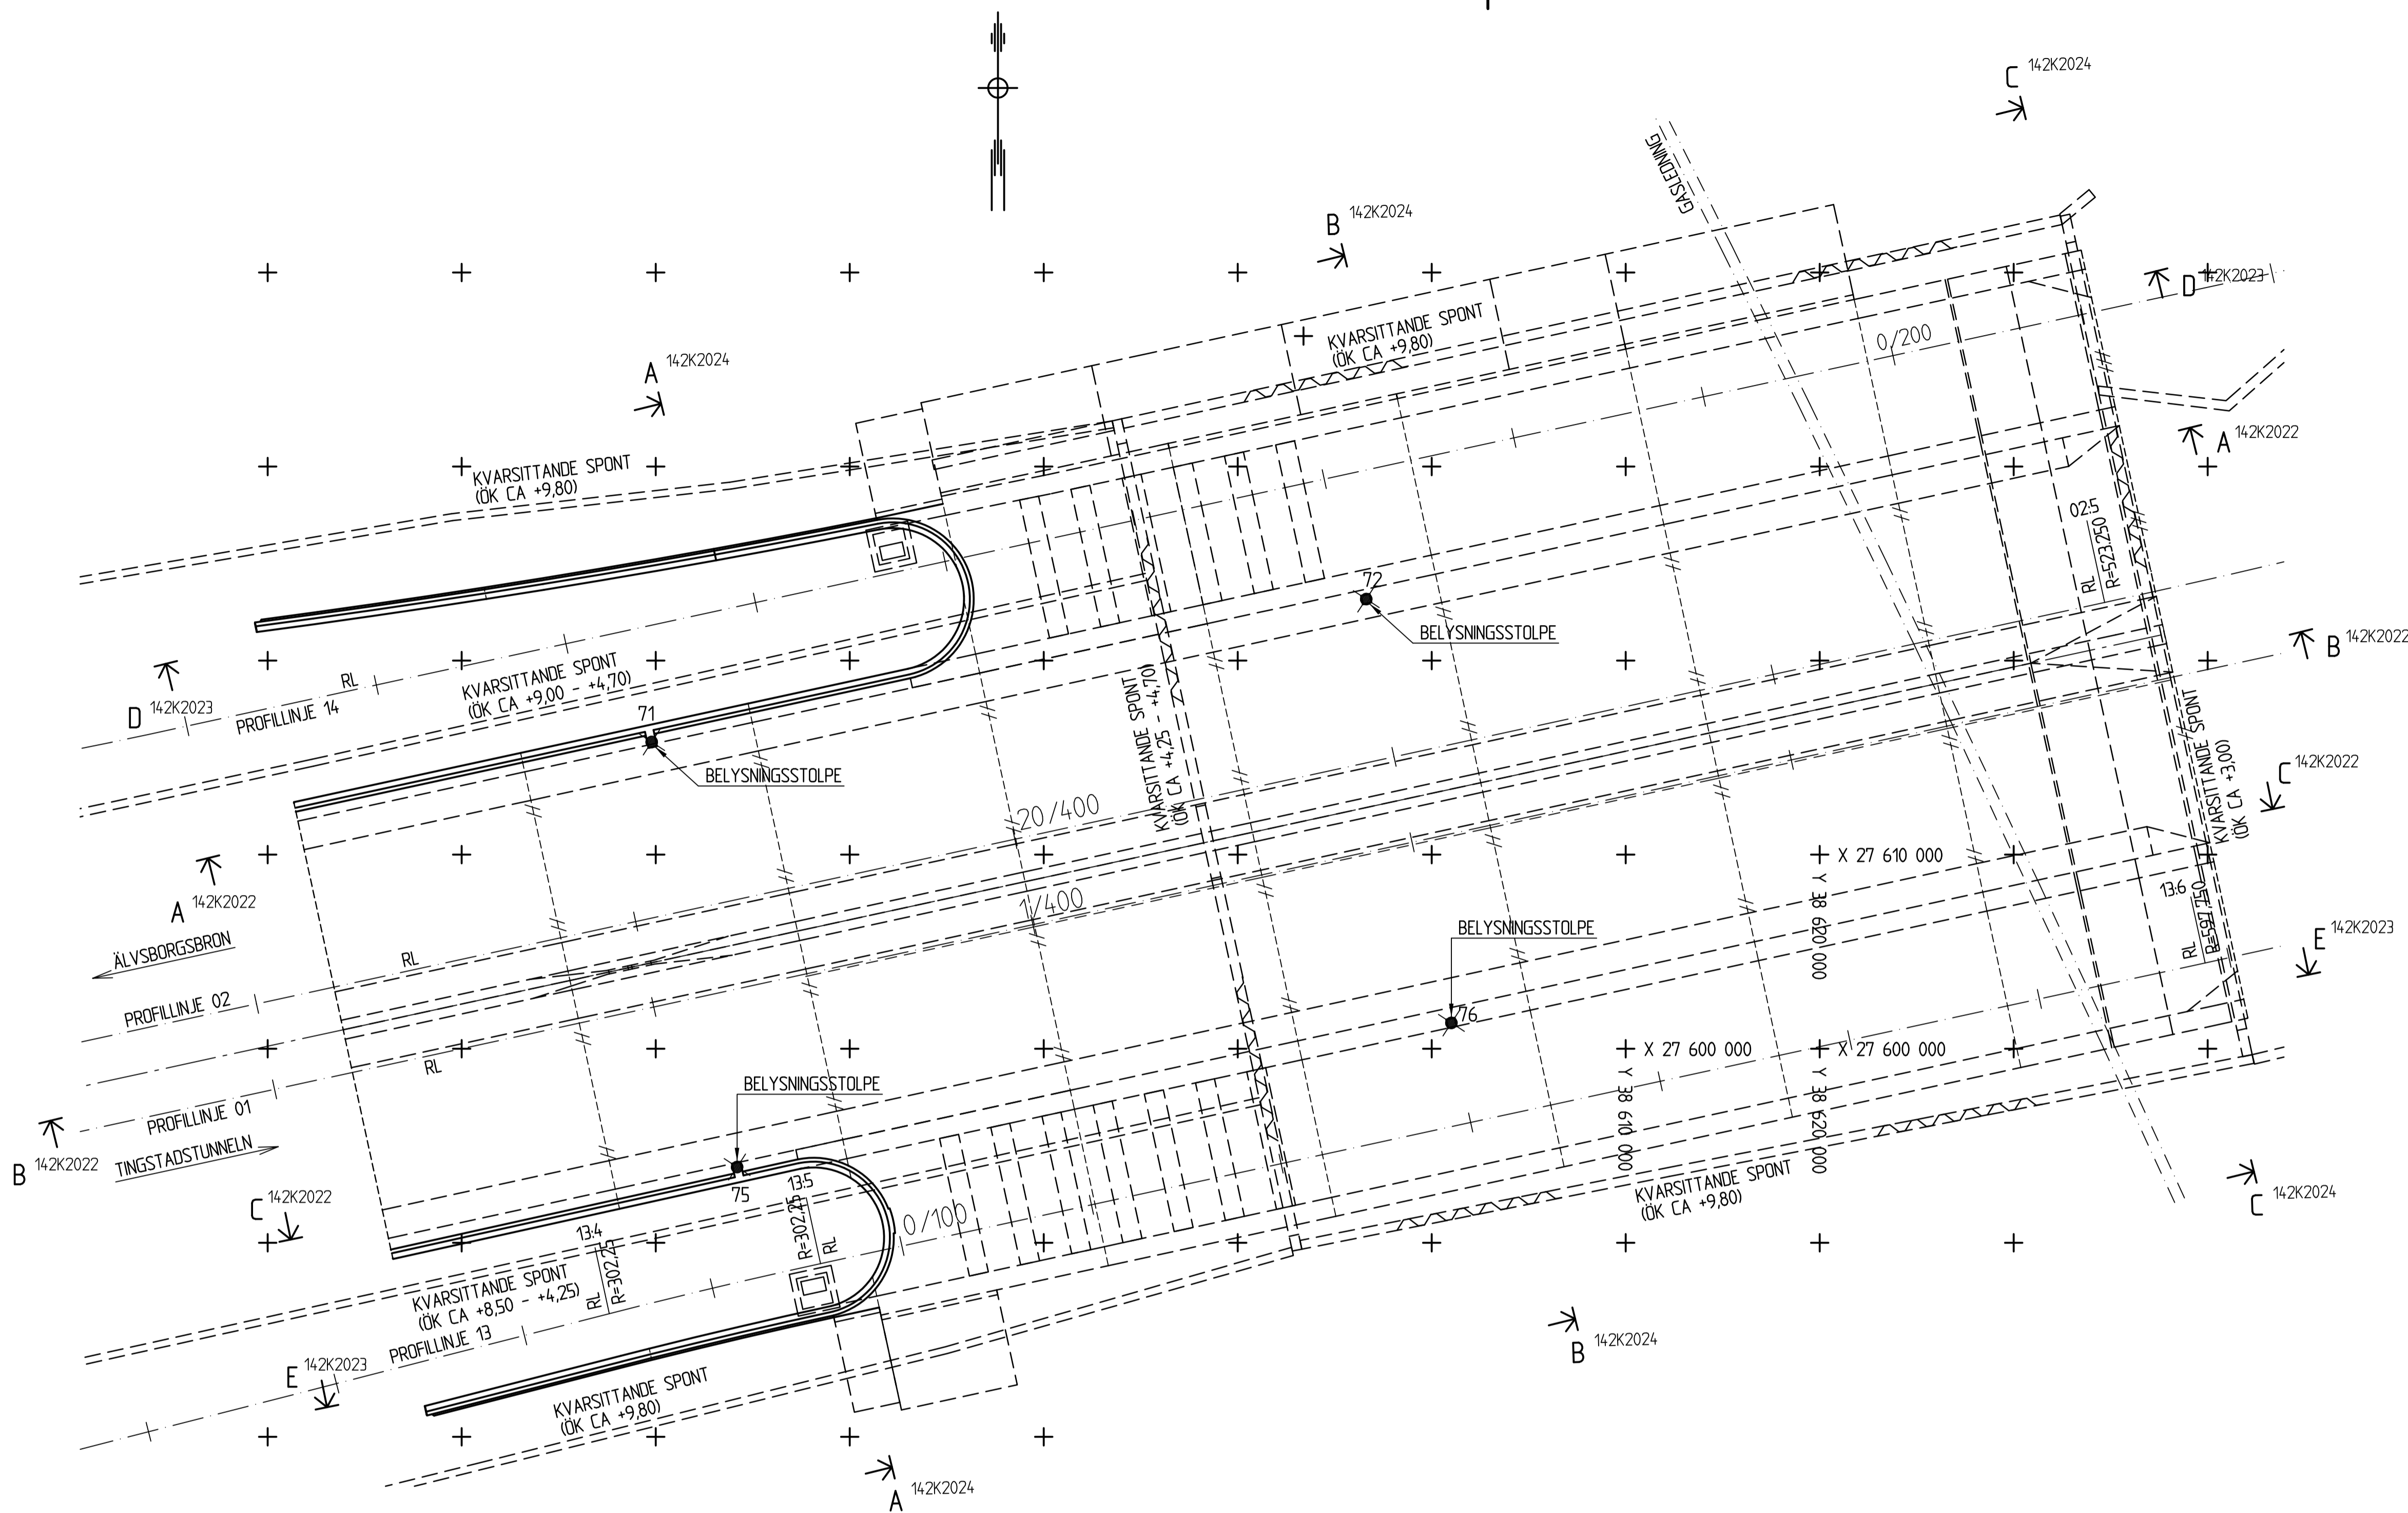 C 142K2024
GASLEDNING
B 142K2024
D 142K2023
KVARSITTANDE SPONT
(ÖK CA +9,80)
0/200
A 142K2024
A 142K2022
KVARSITTANDE SPONT
(ÖK CA +9,80)
02:5
RL
R=523.250
72
BELYSNINGSSTOLPE
B 142K2022
KVARSITTANDE SPONT
(ÖK CA +9,00 - +4,70)
RL
D 142K2023
PROFILLINJE 14
71
BELYSNINGSSTOLPE
KVARSITTANDE SPONT
(ÖK CA +4,25 - +4,70)
KVARSITTANDE SPONT
(ÖK CA +3,00)
C 142K2022
20/400
X 27 610 000
Y 38 620 000
13:6
RL
R=597,750
1/400
A 142K2022
BELYSNINGSSTOLPE
76
E 142K2023
ÄLVSBORGSBRON
RL
PROFILLINJE 02
X 27 600 000
X 27 600 000
Y 38 610 000
Y 38 620 000
RL
BELYSNINGSSTOLPE
75
PROFILLINJE 01
TINGSTADSTUNNELN
B 142K2022
13:5
R=302,25
RL
KVARSITTANDE SPONT
(ÖK CA +9,80)
C 142K2024
C 142K2022
0/100
13:4
RL
R=302,25
KVARSITTANDE SPONT
(ÖK CA +8,50 - +4,25)
PROFILLINJE 13
B 142K2024
E 142K2023
KVARSITTANDE SPONT
(ÖK CA +9,80)
A 142K2024